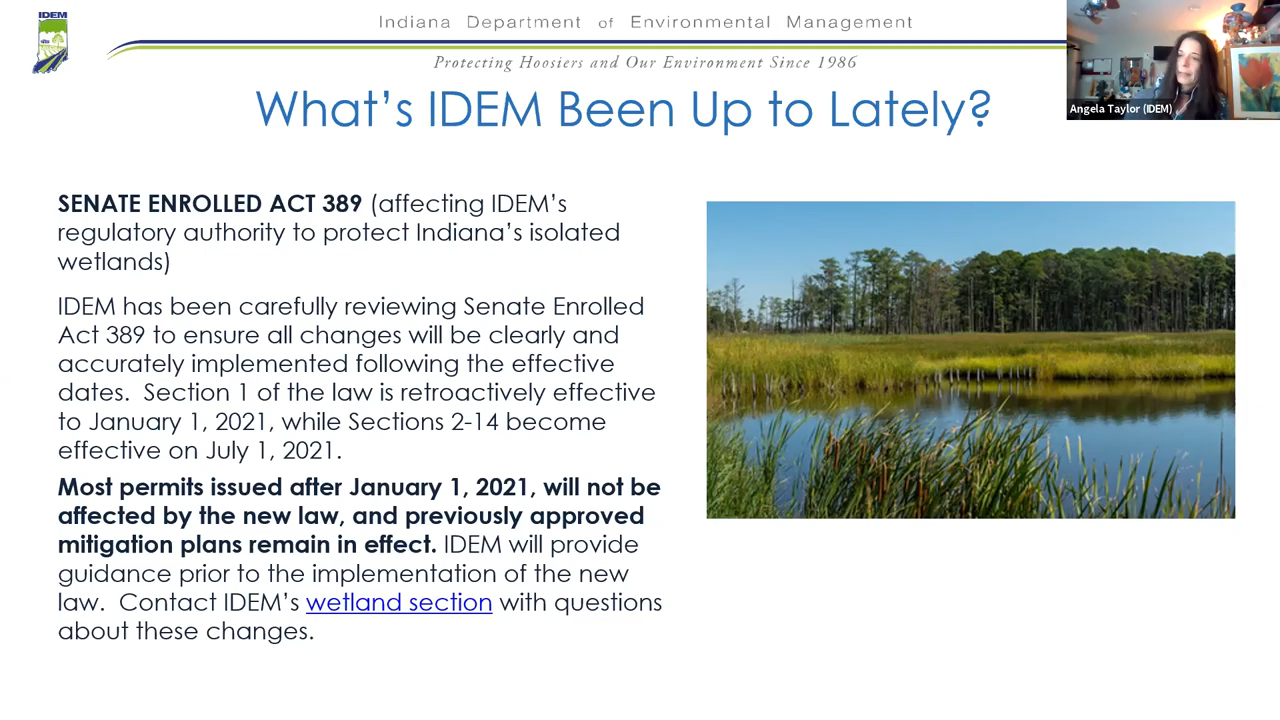 IDEM
Indiana Department of Environmental Management
Protecting Hoosiers and Our Environment Since 1986
Angela Taylor (IDEM)
What's IDEM Been Up to Lately?
SENATE ENROLLED ACT 389 (affecting IDEM's
regulatory authority to protect Indiana's isolated
wetlands)
IDEM has been carefully reviewing Senate Enrolled
Act 389 to ensure all changes will be clearly and
accurately implemented following the effective
dates.  Section 1 of the law is retroactively effective
to January 1, 2021, while Sections 2-14 become
effective on July 1, 2021.
Most permits issued after January 1, 2021, will not be
affected by the new law, and previously approved
mitigation plans remain in effect. IDEM will provide
guidance prior to the implementation of the new
law.  Contact IDEM's wetland section with questions
about these changes.